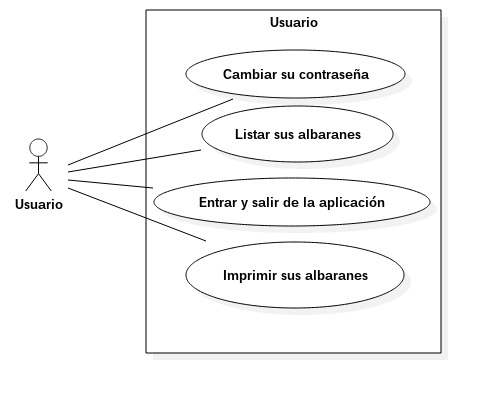 Usuario
Cambiar su contraseña
Listar sus albaranes
Usuario
Entrar y salir de la aplicación
Imprimir sus albaranes